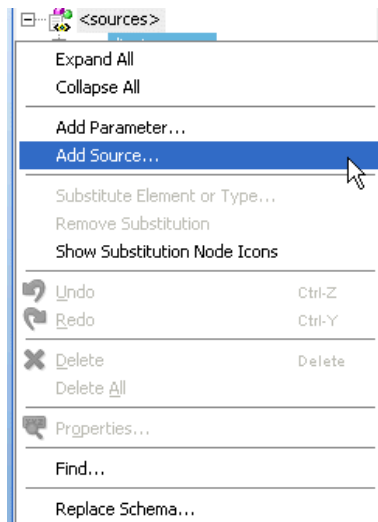 <sources>
Expand All
Collapse All
Add Parameter...
Add Source...
Substitute Element or Type...
Remove Substitution
Show Substitution Node Icons
Undo Ctrl-Z
Redo Ctrl-Y
Delete Delete
Delete All
Properties...
Find...
Replace Schema...